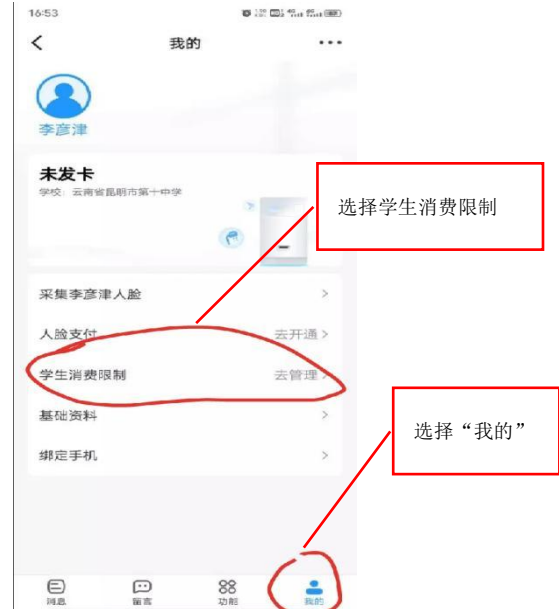 16:53
我的
李彦津
未发卡
学校: 云南省昆明市第十中学
选择学生消费限制
采集李彦津人脸
人脸支付 去开通
学生消费限制 去管理
基础资料
选择“我的”
绑定手机
消息 留言 功能 我的